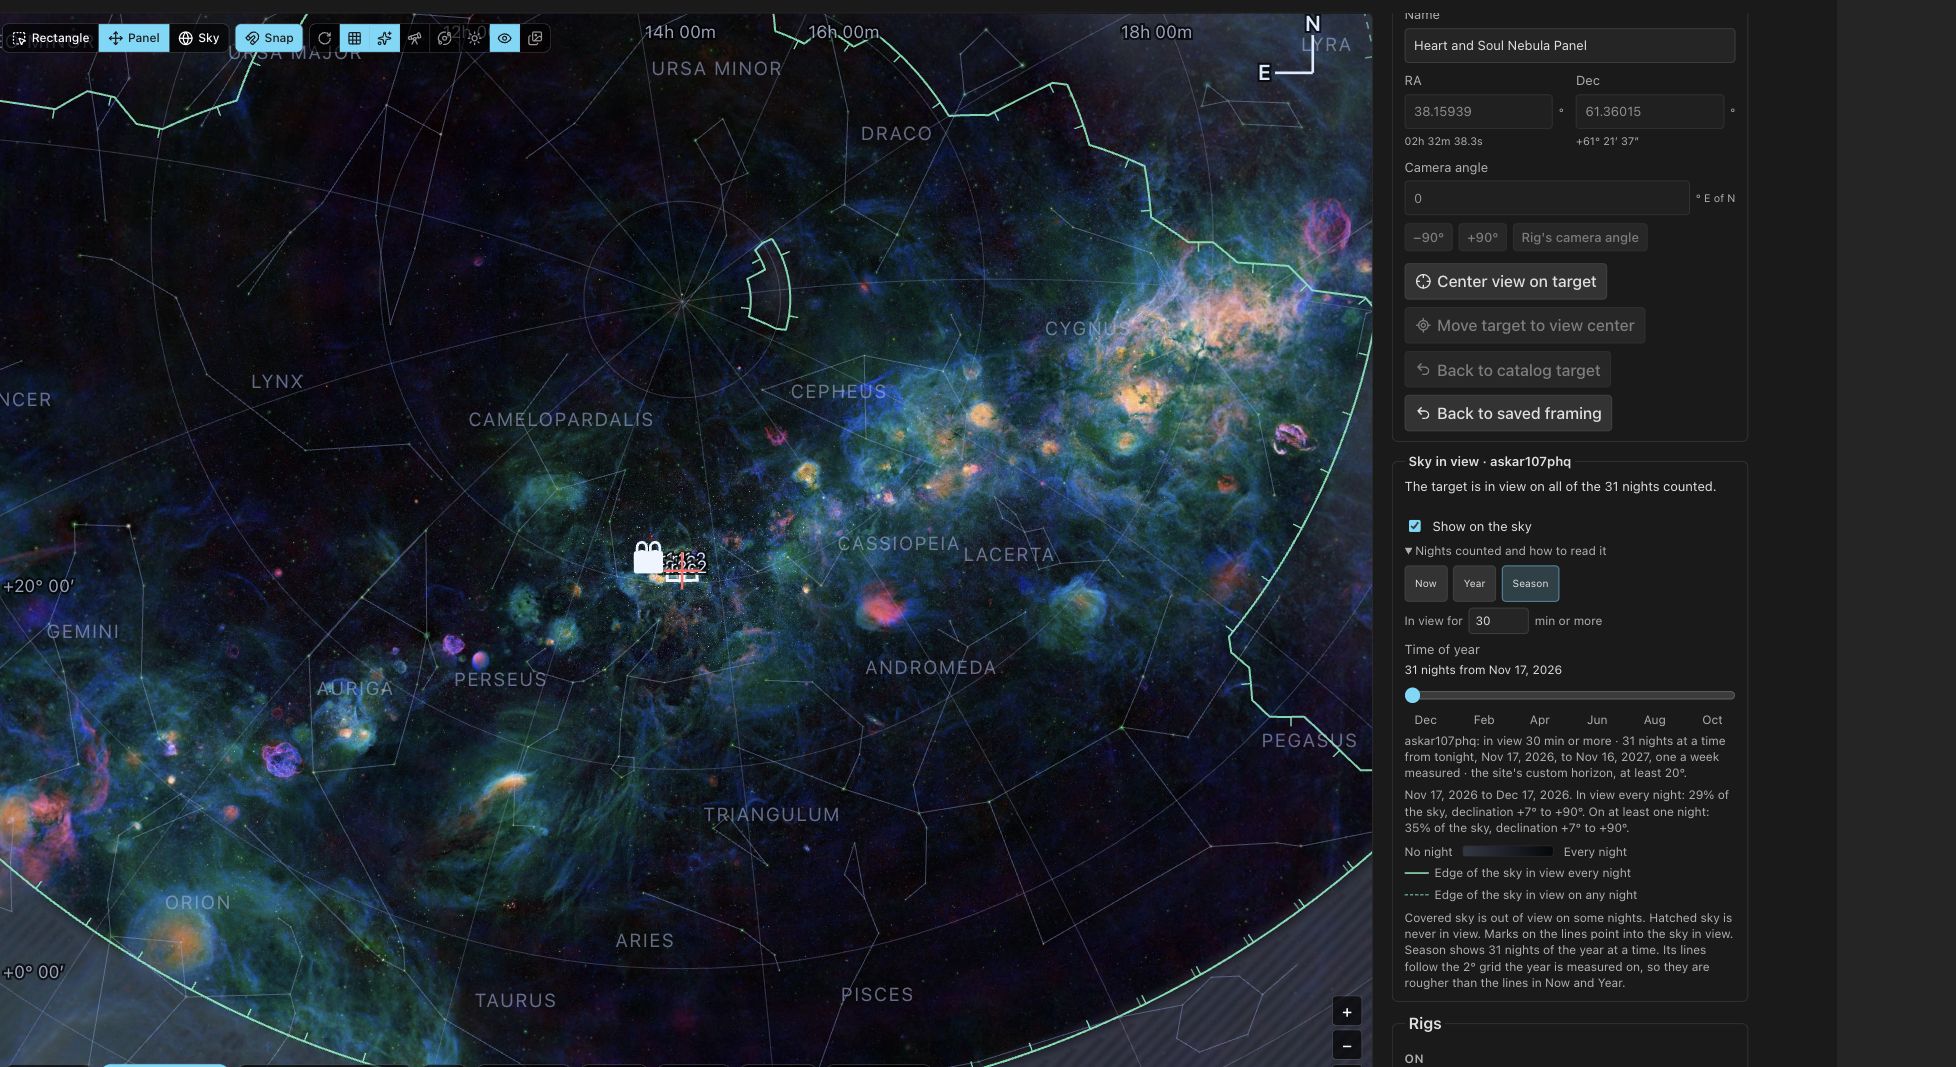 Rectangle
Panel
Sky
Snap
14h 00m
16h 00m
18h 00m
N
E
LYRA
URSA MAJOR
URSA MINOR
DRACO
CYGNUS
LYNX
NCER
CEPHEUS
CAMELOPARDALIS
CASSIOPEIA
LACERTA
+20° 00′
GEMINI
ANDROMEDA
PERSEUS
AURIGA
PEGASUS
TRIANGULUM
ORION
ARIES
+0° 00′
TAURUS
PISCES
+
−
Name
Heart and Soul Nebula Panel
RA
Dec
38.15939 °
61.36015 °
02h 32m 38.3s
+61° 21′ 37″
Camera angle
0 ° E of N
−90°
+90°
Rig's camera angle
Center view on target
Move target to view center
Back to catalog target
Back to saved framing
Sky in view · askar107phq
The target is in view on all of the 31 nights counted.
Show on the sky
▾ Nights counted and how to read it
Now
Year
Season
In view for 30 min or more
Time of year
31 nights from Nov 17, 2026
Dec Feb Apr Jun Aug Oct
askar107phq: in view 30 min or more · 31 nights at a time
from tonight, Nov 17, 2026, to Nov 16, 2027, one a week
measured · the site's custom horizon, at least 20°.
Nov 17, 2026 to Dec 17, 2026. In view every night: 29% of
the sky, declination +7° to +90°. On at least one night:
35% of the sky, declination +7° to +90°.
No night Every night
Edge of the sky in view every night
Edge of the sky in view on any night
Covered sky is out of view on some nights. Hatched sky is
never in view. Marks on the lines point into the sky in view.
Season shows 31 nights of the year at a time. Its lines
follow the 2° grid the year is measured on, so they are
rougher than the lines in Now and Year.
Rigs
ON